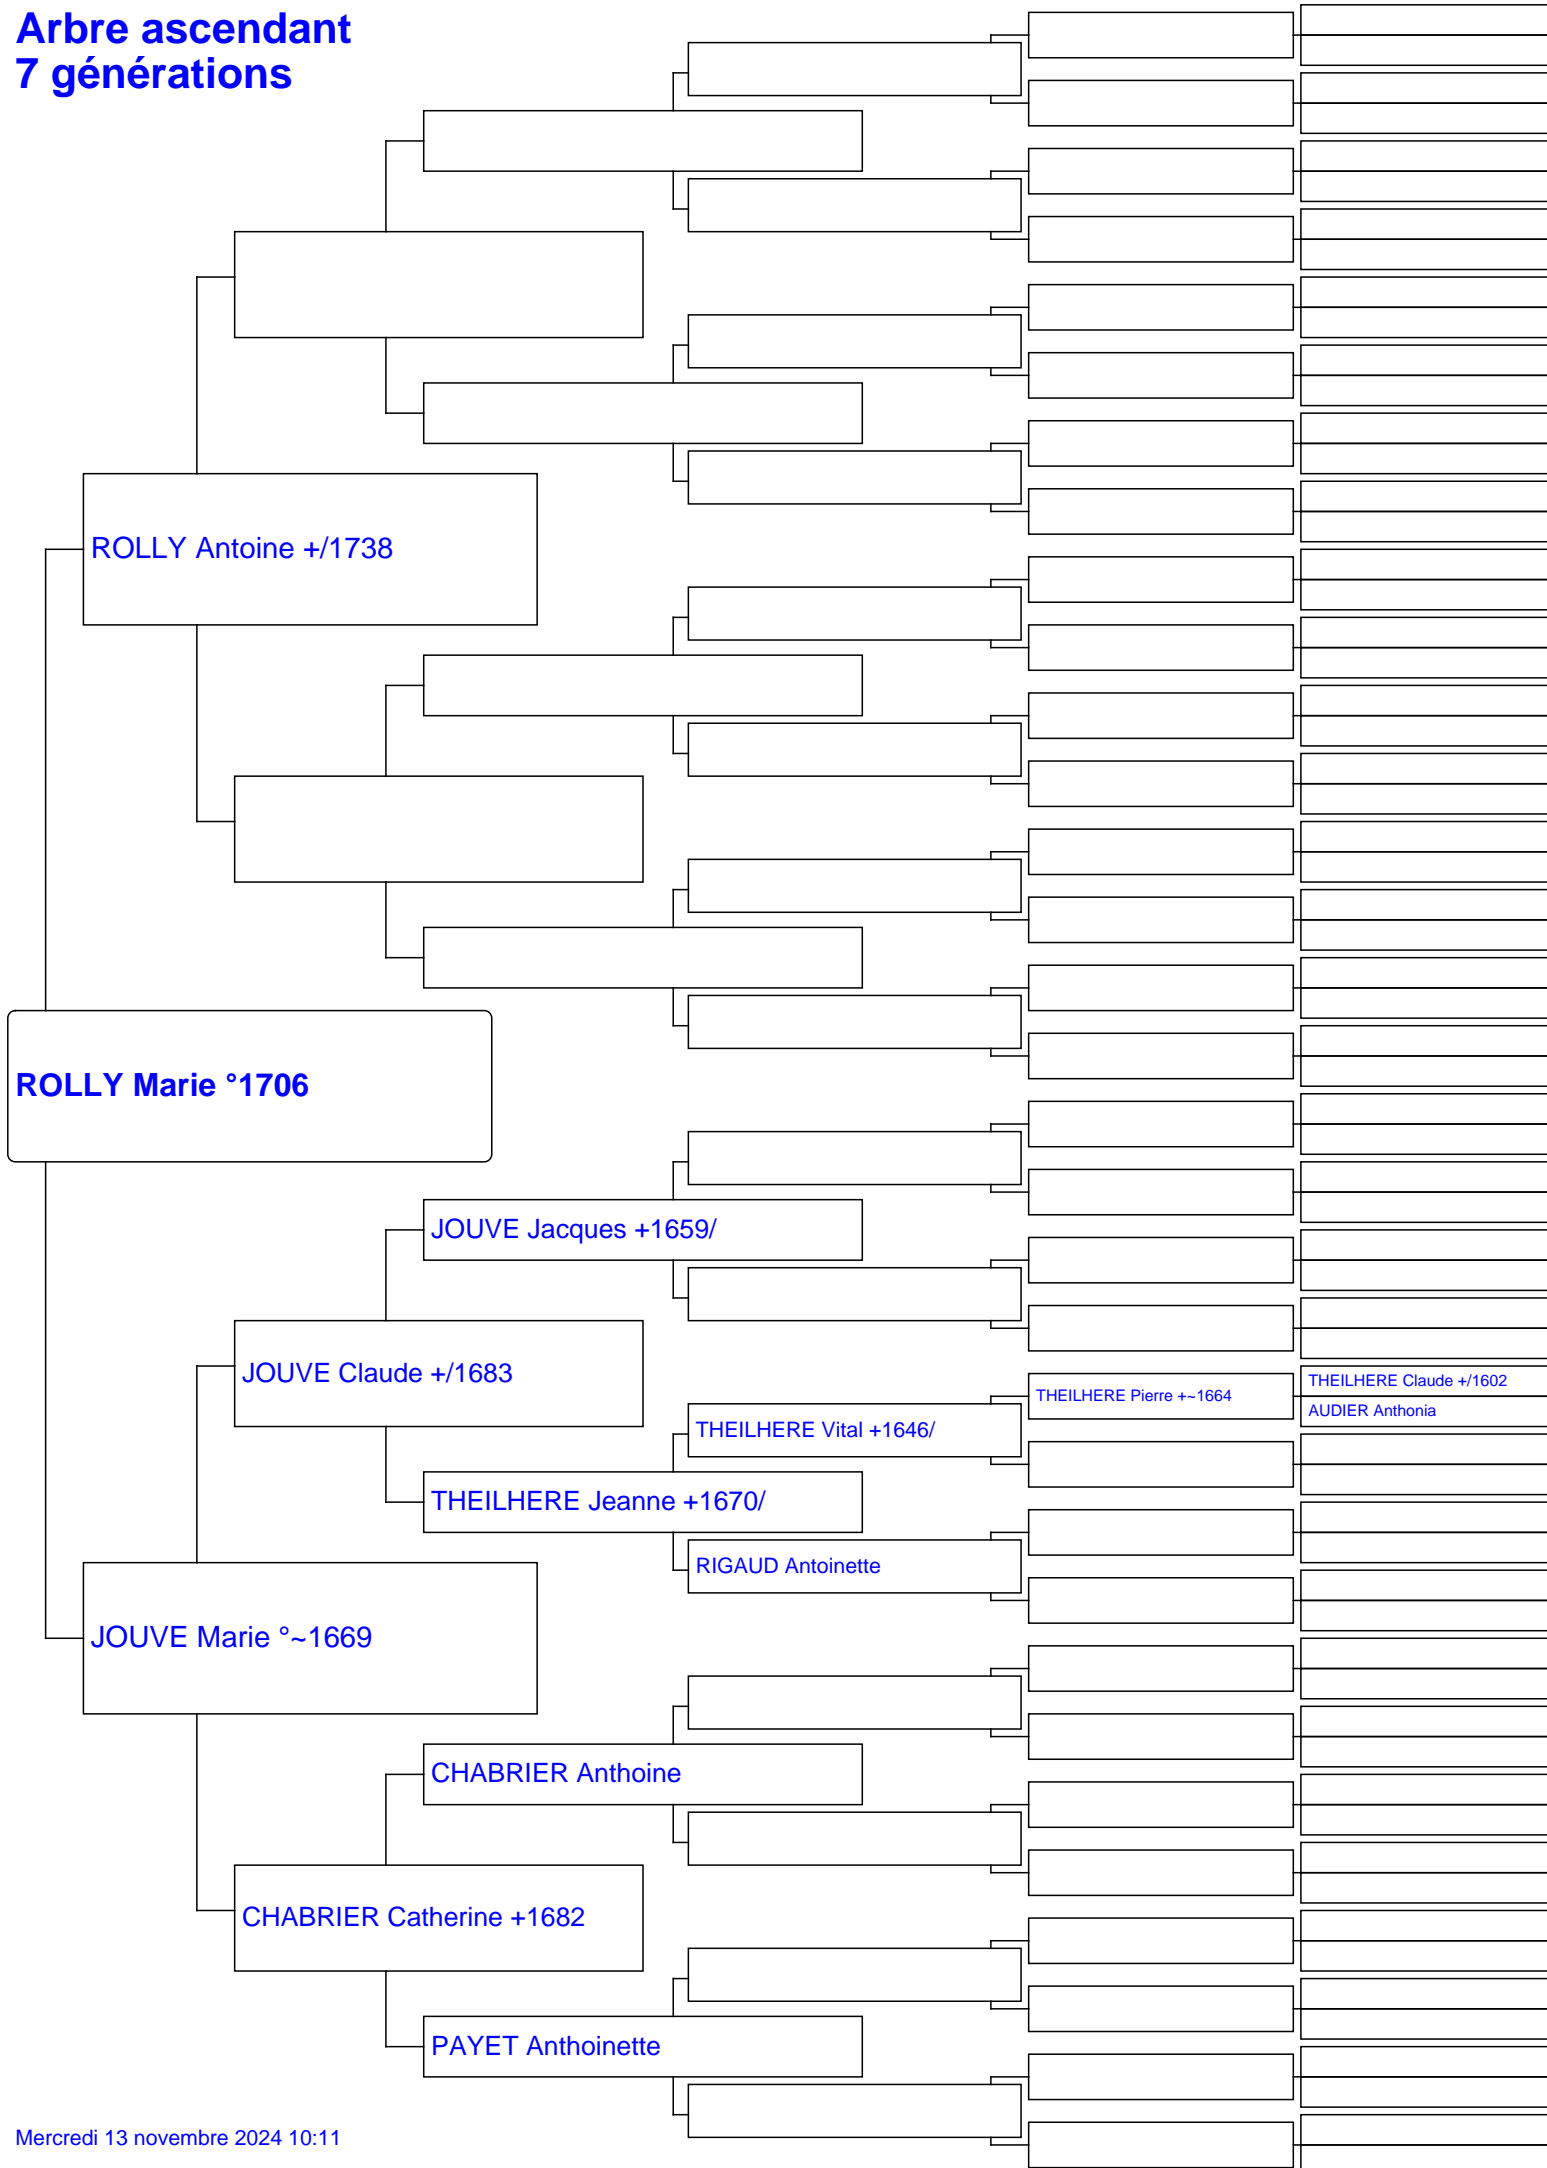 Arbre ascendant
7 générations
ROLLY Antoine +/1738
ROLLY Marie °1706
JOUVE Jacques +1659/
JOUVE Claude +/1683
THEILHERE Claude +/1602
THEILHERE Pierre +~1664
AUDIER Anthonia
THEILHERE Vital +1646/
THEILHERE Jeanne +1670/
RIGAUD Antoinette
JOUVE Marie °~1669
CHABRIER Anthoine
CHABRIER Catherine +1682
PAYET Anthoinette
Mercredi 13 novembre 2024 10:11